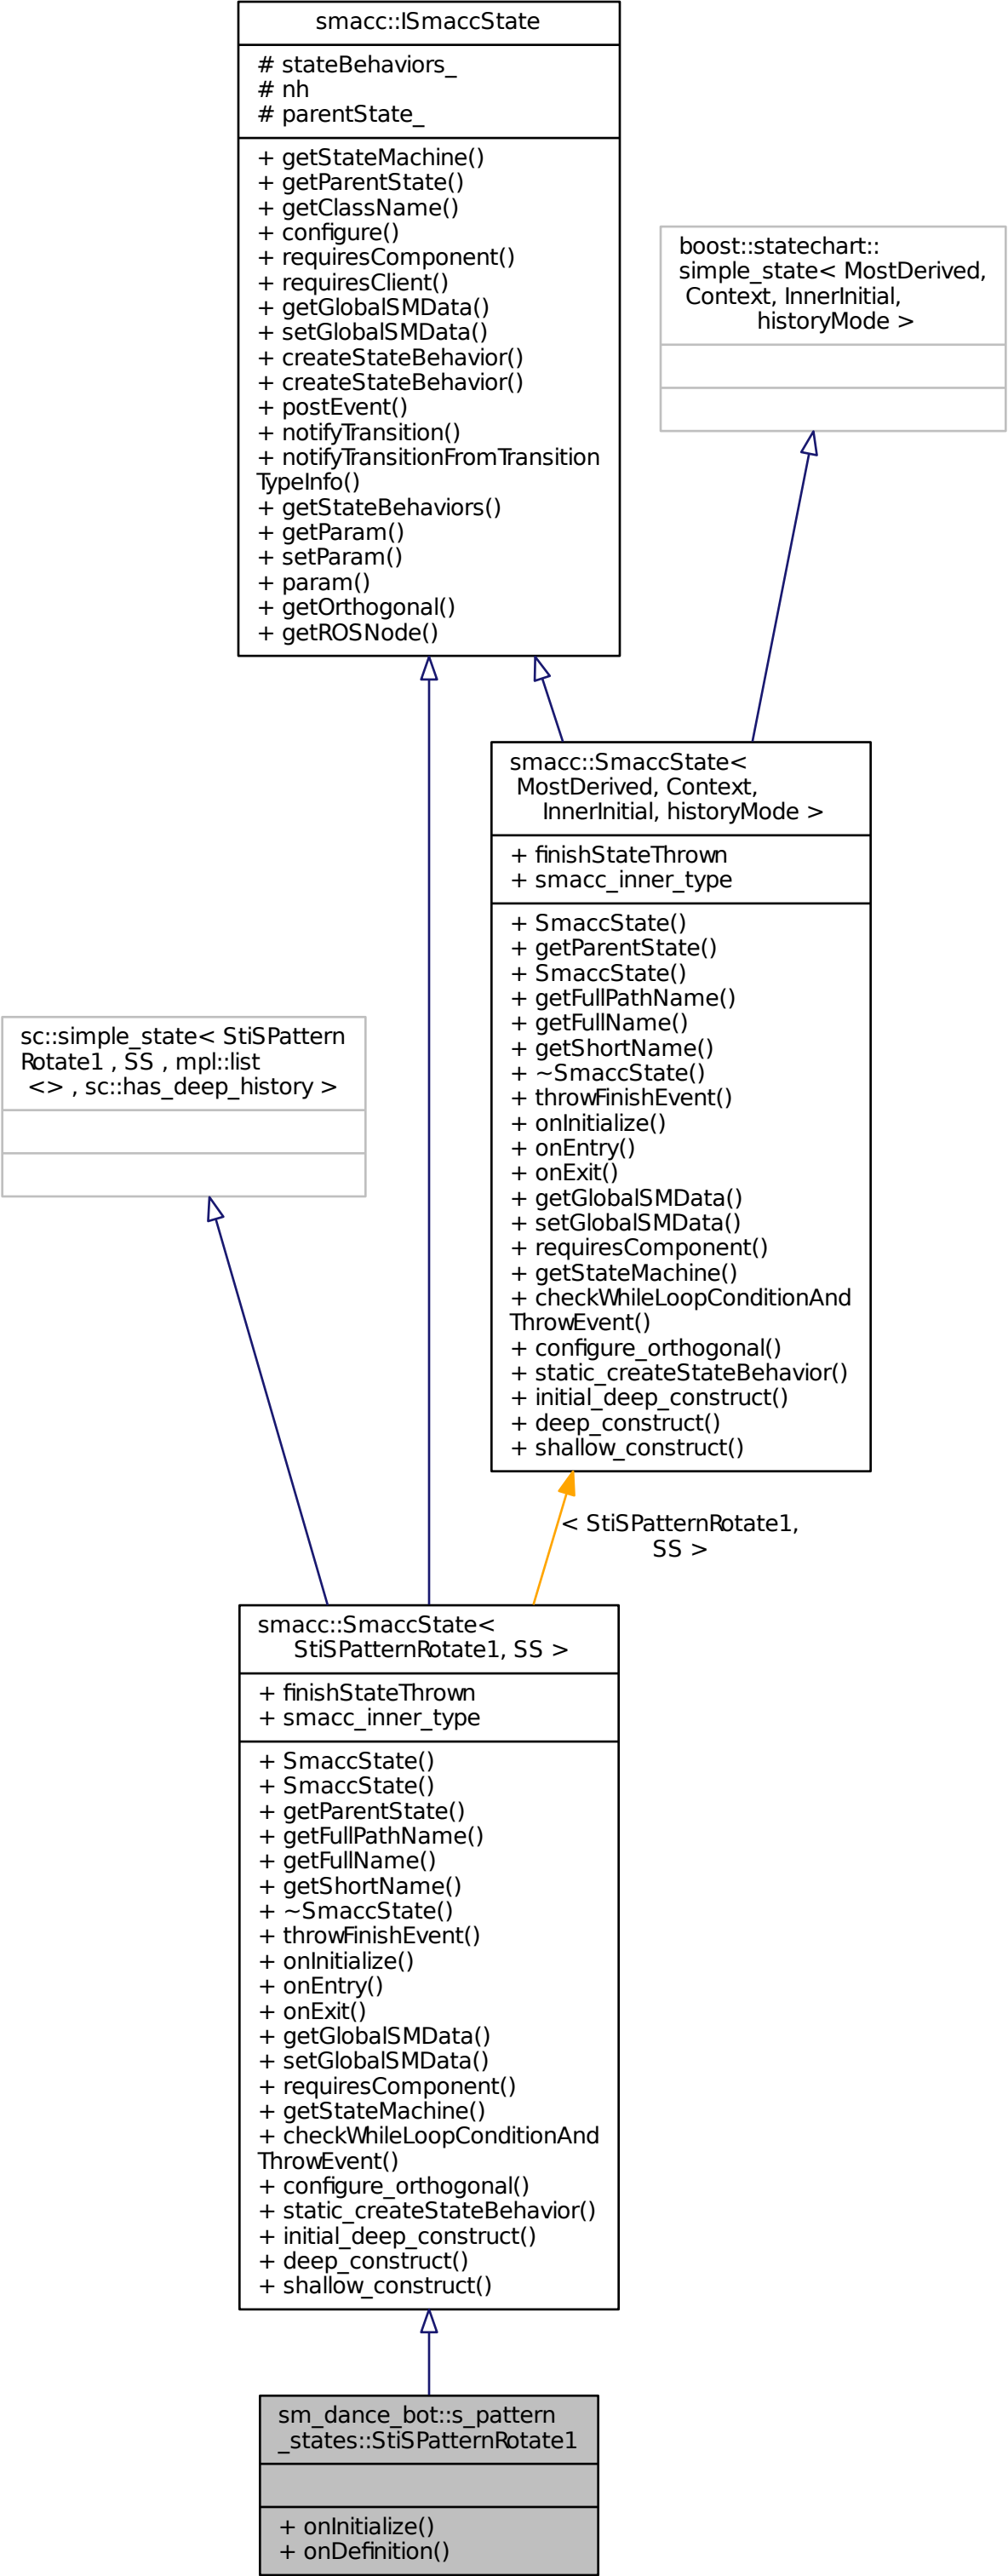 smacc::ISmaccState
# stateBehaviors_
# nh
# parentState_
+ getStateMachine()
+ getParentState()
+ getClassName()
+ configure()
+ requiresComponent()
+ requiresClient()
+ getGlobalSMData()
+ setGlobalSMData()
+ createStateBehavior()
+ createStateBehavior()
+ postEvent()
+ notifyTransition()
+ notifyTransitionFromTransition
TypeInfo()
+ getStateBehaviors()
+ getParam()
+ setParam()
+ param()
+ getOrthogonal()
+ getROSNode()
boost::statechart::
simple_state< MostDerived,
Context, InnerInitial,
historyMode >
smacc::SmaccState<
MostDerived, Context,
InnerInitial, historyMode >
+ finishStateThrown
+ smacc_inner_type
+ SmaccState()
+ getParentState()
+ SmaccState()
+ getFullPathName()
+ getFullName()
+ getShortName()
+ ~SmaccState()
+ throwFinishEvent()
+ onInitialize()
+ onEntry()
+ onExit()
+ getGlobalSMData()
+ setGlobalSMData()
+ requiresComponent()
+ getStateMachine()
+ checkWhileLoopConditionAnd
ThrowEvent()
+ configure_orthogonal()
+ static_createStateBehavior()
+ initial_deep_construct()
+ deep_construct()
+ shallow_construct()
sc::simple_state< StiSPattern
Rotate1 , SS , mpl::list
<> , sc::has_deep_history >
< StiSPatternRotate1,
SS >
smacc::SmaccState<
StiSPatternRotate1, SS >
+ finishStateThrown
+ smacc_inner_type
+ SmaccState()
+ SmaccState()
+ getParentState()
+ getFullPathName()
+ getFullName()
+ getShortName()
+ ~SmaccState()
+ throwFinishEvent()
+ onInitialize()
+ onEntry()
+ onExit()
+ getGlobalSMData()
+ setGlobalSMData()
+ requiresComponent()
+ getStateMachine()
+ checkWhileLoopConditionAnd
ThrowEvent()
+ configure_orthogonal()
+ static_createStateBehavior()
+ initial_deep_construct()
+ deep_construct()
+ shallow_construct()
sm_dance_bot::s_pattern
_states::StiSPatternRotate1
+ onInitialize()
+ onDefinition()